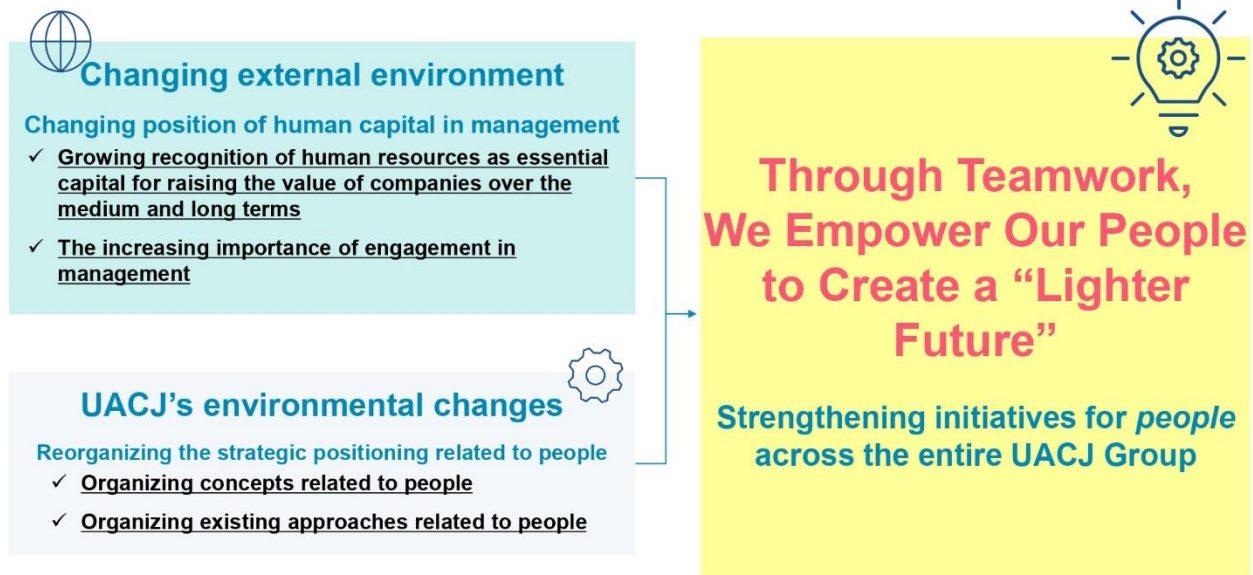 Changing external environment
Changing position of human capital in management
✓ Growing recognition of human resources as essential
capital for raising the value of companies over the
medium and long terms
✓ The increasing importance of engagement in
management
UACJ’s environmental changes
Reorganizing the strategic positioning related to people
✓ Organizing concepts related to people
✓ Organizing existing approaches related to people
Through Teamwork,
We Empower Our People
to Create a “Lighter
Future”
Strengthening initiatives for people
across the entire UACJ Group